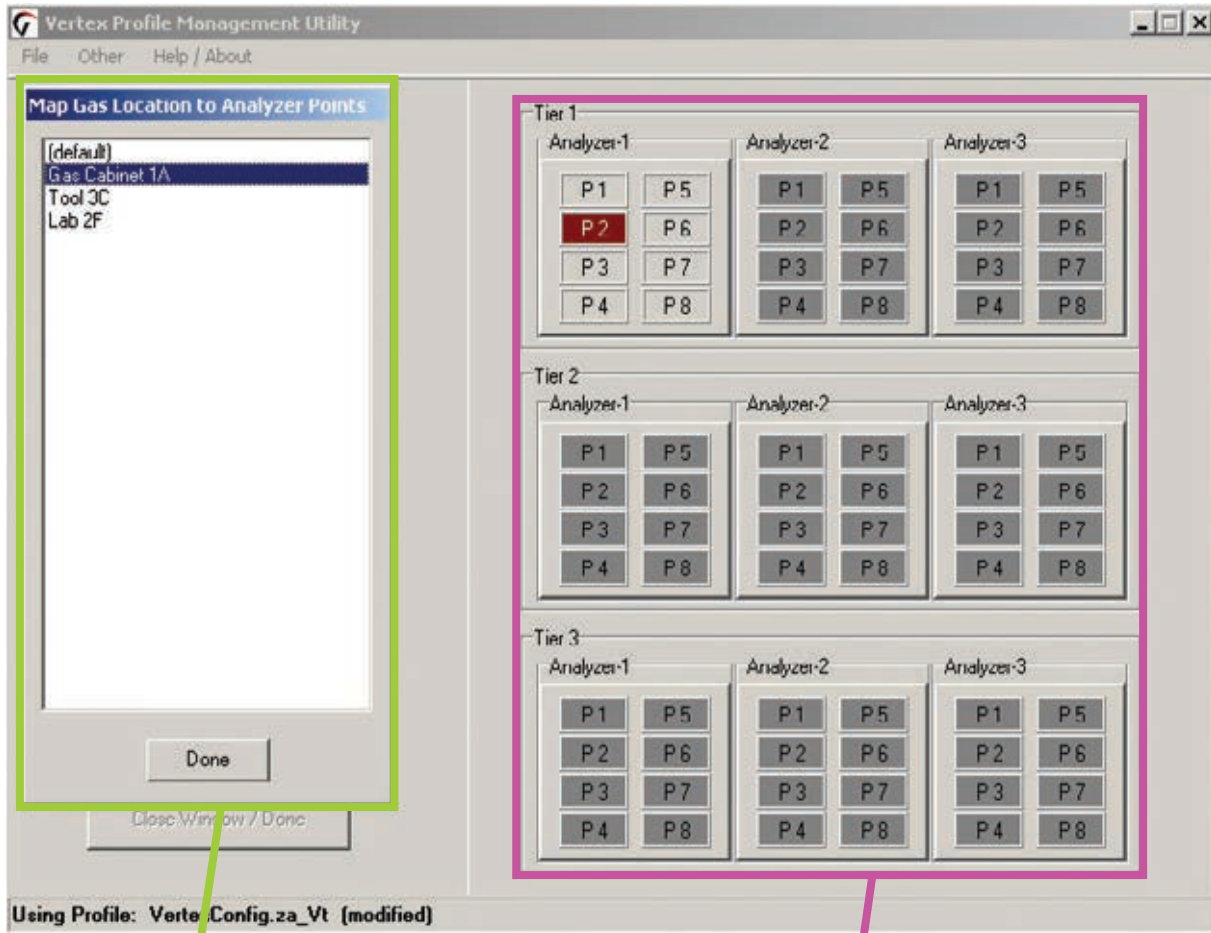 Vertex Profile Management Utility
File Other Help / About
Map Gas Location to Analyzer Points
(default)
Gas Cabinet 1A
Tool 3C
Lab 2F
Done
Close Window / Done
Tier 1
Analyzer-1 Analyzer-2 Analyzer-3
P1 P5 P1 P5 P1 P5
P2 P6 P2 P6 P2 P6
P3 P7 P3 P7 P3 P7
P4 P8 P4 P8 P4 P8
Tier 2
Analyzer-1 Analyzer-2 Analyzer-3
P1 P5 P1 P5 P1 P5
P2 P6 P2 P6 P2 P6
P3 P7 P3 P7 P3 P7
P4 P8 P4 P8 P4 P8
Tier 3
Analyzer-1 Analyzer-2 Analyzer-3
P1 P5 P1 P5 P1 P5
P2 P6 P2 P6 P2 P6
P3 P7 P3 P7 P3 P7
P4 P8 P4 P8 P4 P8
Using Profile: VertexConfig.za_Vt (modified)